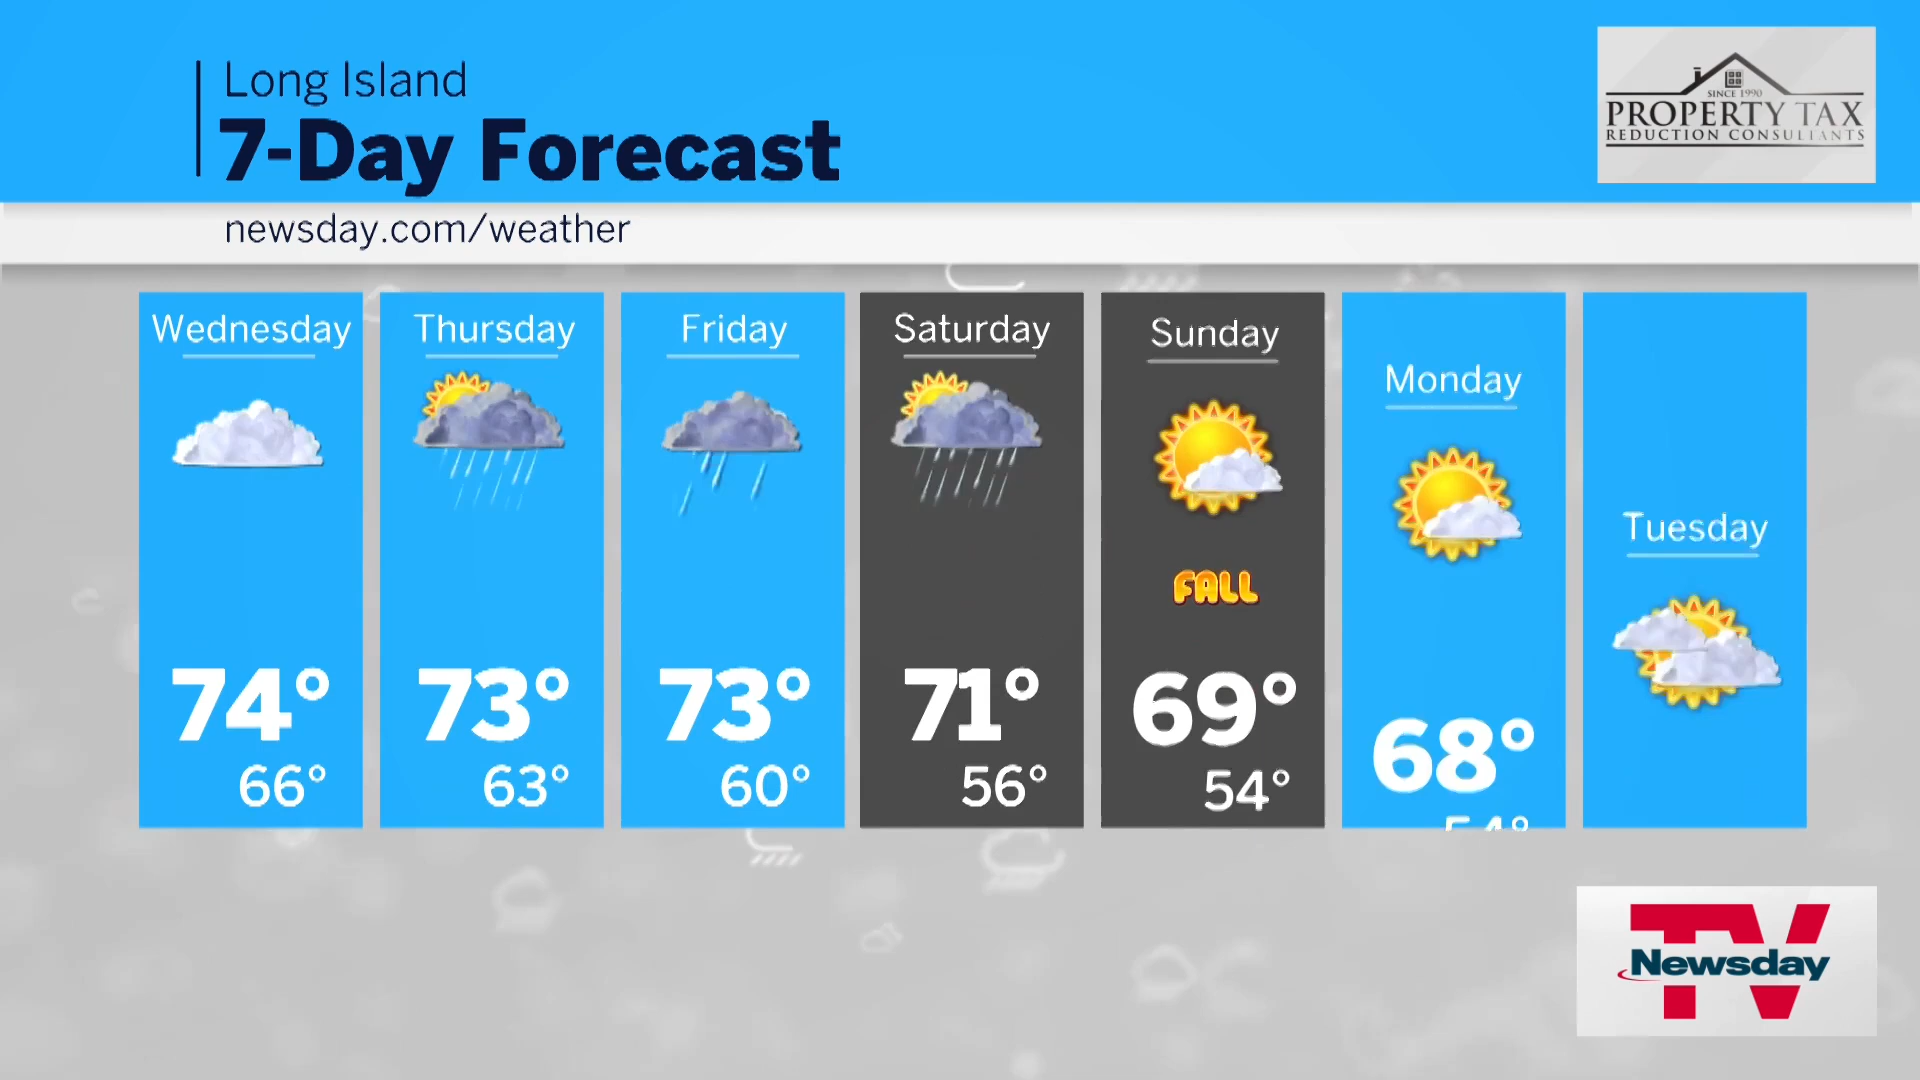 Long Island
7-Day Forecast
newsday.com/weather
SINCE 1990
PROPERTY TAX
REDUCTION CONSULTANTS
Wednesday
74°
66°
Thursday
73°
63°
Friday
73°
60°
Saturday
71°
56°
Sunday
FALL
69°
54°
Monday
68°
Tuesday
TV
Newsday